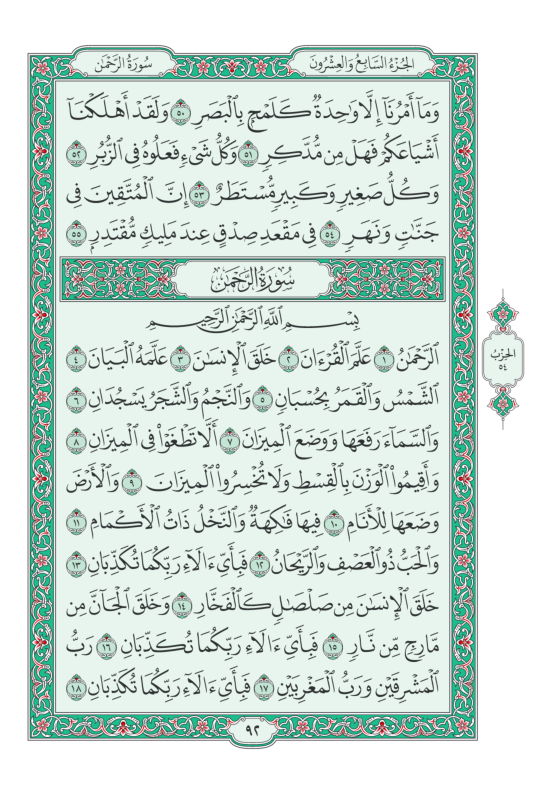 الجُزْءُ السَّابِعُ وَالعِشْرُونَ
سُورَةُ الرَّحْمَٰن
وَمَآ أَمْرُنَآ إِلَّا وَٰحِدَةٌ كَلَمْحٍۭ بِٱلْبَصَرِ ٥٠ وَلَقَدْ أَهْلَكْنَآ
أَشْيَاعَكُمْ فَهَلْ مِن مُّدَّكِرٍ ٥١ وَكُلُّ شَىْءٍ فَعَلُوهُ فِى ٱلزُّبُرِ ٥٢
وَكُلُّ صَغِيرٍ وَكَبِيرٍ مُّسْتَطَرٌ ٥٣ إِنَّ ٱلْمُتَّقِينَ فِى
جَنَّٰتٍ وَنَهَرٍ ٥٤ فِى مَقْعَدِ صِدْقٍ عِندَ مَلِيكٍ مُّقْتَدِرٍۭ ٥٥
سُورَةُ الرَّحْمَٰن
بِسْمِ ٱللَّهِ ٱلرَّحْمَٰنِ ٱلرَّحِيمِ
ٱلرَّحْمَٰنُ ١ عَلَّمَ ٱلْقُرْءَانَ ٢ خَلَقَ ٱلْإِنسَٰنَ ٣ عَلَّمَهُ ٱلْبَيَانَ ٤
ٱلشَّمْسُ وَٱلْقَمَرُ بِحُسْبَانٍ ٥ وَٱلنَّجْمُ وَٱلشَّجَرُ يَسْجُدَانِ ٦
وَٱلسَّمَآءَ رَفَعَهَا وَوَضَعَ ٱلْمِيزَانَ ٧ أَلَّا تَطْغَوْا۟ فِى ٱلْمِيزَانِ ٨
وَأَقِيمُوا۟ ٱلْوَزْنَ بِٱلْقِسْطِ وَلَا تُخْسِرُوا۟ ٱلْمِيزَانَ ٩ وَٱلْأَرْضَ
وَضَعَهَا لِلْأَنَامِ ١٠ فِيهَا فَٰكِهَةٌ وَٱلنَّخْلُ ذَاتُ ٱلْأَكْمَامِ ١١
وَٱلْحَبُّ ذُو ٱلْعَصْفِ وَٱلرَّيْحَانُ ١٢ فَبِأَىِّ ءَالَآءِ رَبِّكُمَا تُكَذِّبَانِ ١٣
خَلَقَ ٱلْإِنسَٰنَ مِن صَلْصَٰلٍ كَٱلْفَخَّارِ ١٤ وَخَلَقَ ٱلْجَآنَّ مِن
مَّارِجٍ مِّن نَّارٍ ١٥ فَبِأَىِّ ءَالَآءِ رَبِّكُمَا تُكَذِّبَانِ ١٦ رَبُّ
ٱلْمَشْرِقَيْنِ وَرَبُّ ٱلْمَغْرِبَيْنِ ١٧ فَبِأَىِّ ءَالَآءِ رَبِّكُمَا تُكَذِّبَانِ ١٨
الحِزْبُ
٥٤
٩٢